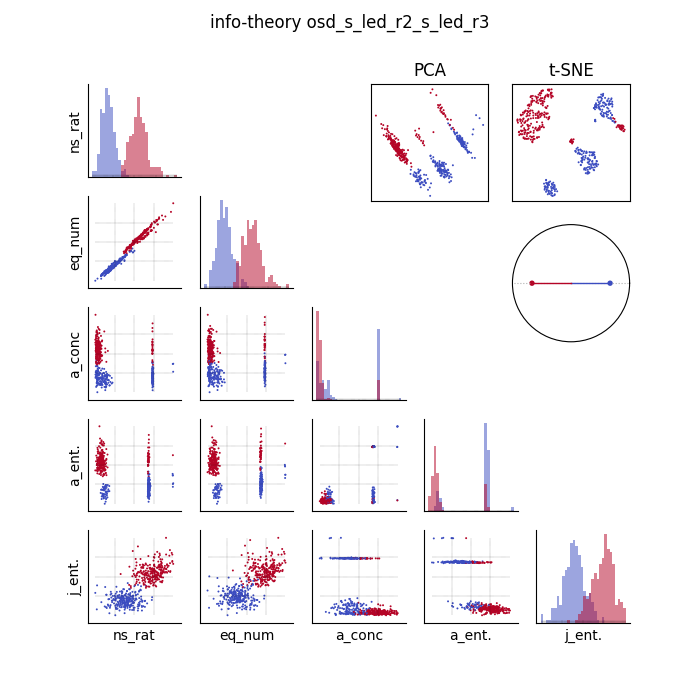 info-theory osd_s_led_r2_s_led_r3
PCA
t-SNE
ns_rat
eq_num
a_conc
a_ent.
j_ent.
ns_rat
eq_num
a_conc
a_ent.
j_ent.